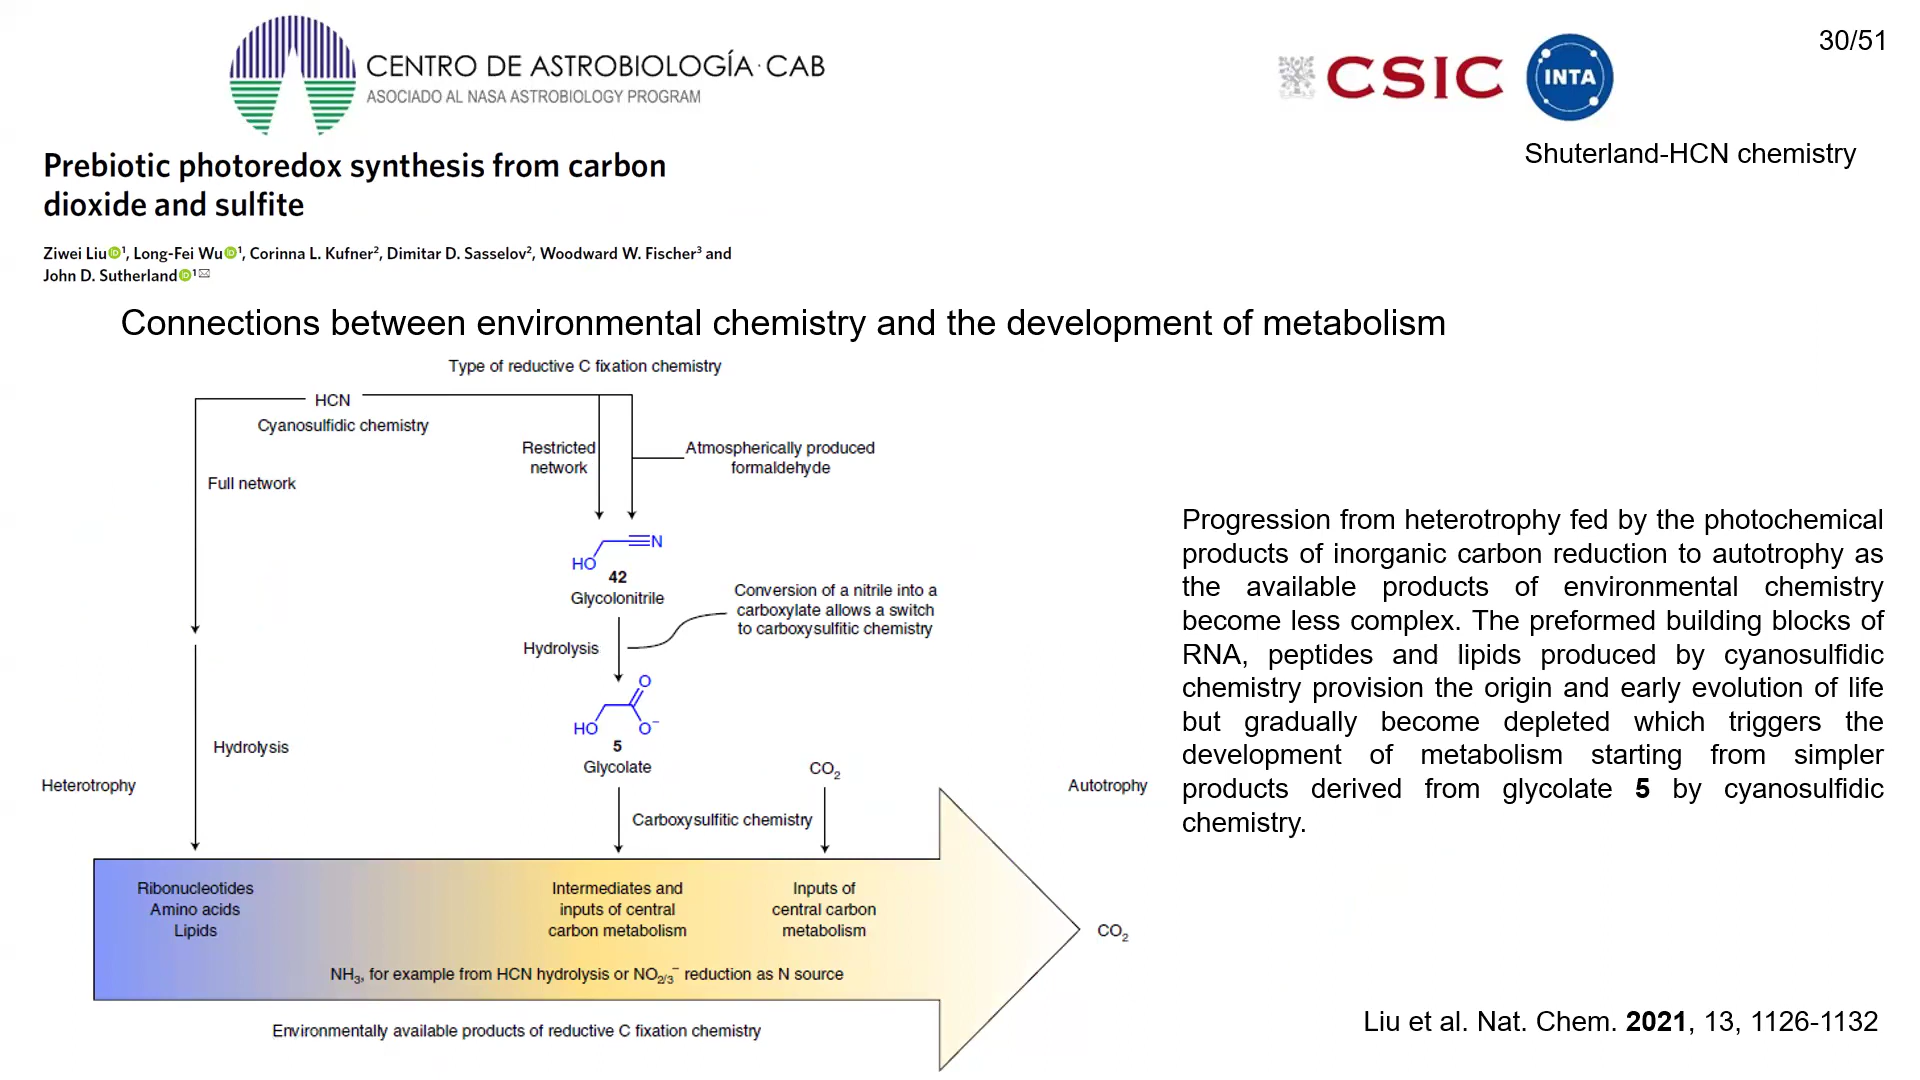 CENTRO DE ASTROBIOLOGÍA · CAB
ASOCIADO AL NASA ASTROBIOLOGY PROGRAM
CSIC
INTA
30/51
Shuterland-HCN chemistry
Prebiotic photoredox synthesis from carbon
dioxide and sulfite
Ziwei Liu¹, Long-Fei Wu¹, Corinna L. Kufner², Dimitar D. Sasselov², Woodward W. Fischer³ and
John D. Sutherland¹✉
Connections between environmental chemistry and the development of metabolism
Type of reductive C fixation chemistry
HCN
Cyanosulfidic chemistry
Full network
Restricted
network
Atmospherically produced
formaldehyde
N
HO
42
Glycolonitrile
Conversion of a nitrile into a
carboxylate allows a switch
to carboxysulfitic chemistry
Hydrolysis
O
HO
O⁻
5
Glycolate
Hydrolysis
CO₂
Heterotrophy
Autotrophy
Carboxysulfitic chemistry
Ribonucleotides
Amino acids
Lipids
Intermediates and
inputs of central
carbon metabolism
Inputs of
central carbon
metabolism
CO₂
NH₃, for example from HCN hydrolysis or NO₂/₃⁻ reduction as N source
Environmentally available products of reductive C fixation chemistry
Progression from heterotrophy fed by the photochemical
products of inorganic carbon reduction to autotrophy as
the available products of environmental chemistry
become less complex. The preformed building blocks of
RNA, peptides and lipids produced by cyanosulfidic
chemistry provision the origin and early evolution of life
but gradually become depleted which triggers the
development of metabolism starting from simpler
products derived from glycolate 5 by cyanosulfidic
chemistry.
Liu et al. Nat. Chem. 2021, 13, 1126-1132